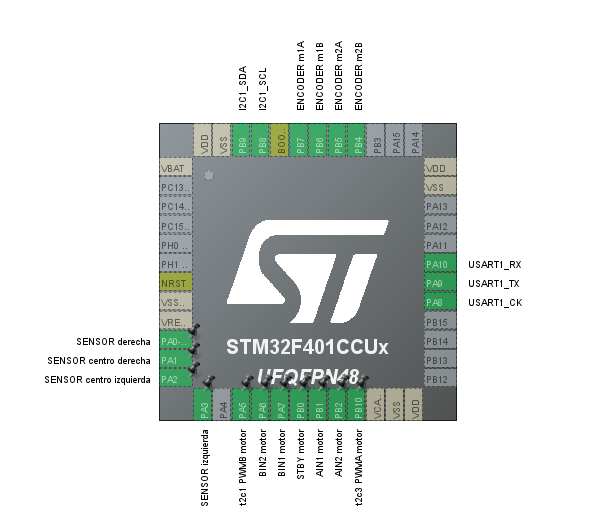 I2C1_SDA
I2C1_SCL
ENCODER m1A
ENCODER m1B
ENCODER m2A
ENCODER m2B
VDD
VSS
PB9
PB8
BOO..
PB7
PB6
PB5
PB4
PB3
PA15
PA14
VBAT
PC13..
PC14..
PC15..
PH0 ..
PH1 ..
NRST
VSS..
VRE..
SENSOR derecha PA0-..
SENSOR centro derecha PA1
SENSOR centro izquierda PA2
VDD
VSS
PA13
PA12
PA11
PA10 USART1_RX
PA9 USART1_TX
PA8 USART1_CK
PB15
PB14
PB13
PB12
STM32F401CCUx
UFQFPN48
PA3
PA4
PA5
PA6
PA7
PB0
PB1
PB2
PB10
VCA..
VSS
VDD
SENSOR izquierda
t2c1 PWMB motor
BIN2 motor
BIN1 motor
STBY motor
AIN1 motor
AIN2 motor
t2c3 PWMA motor